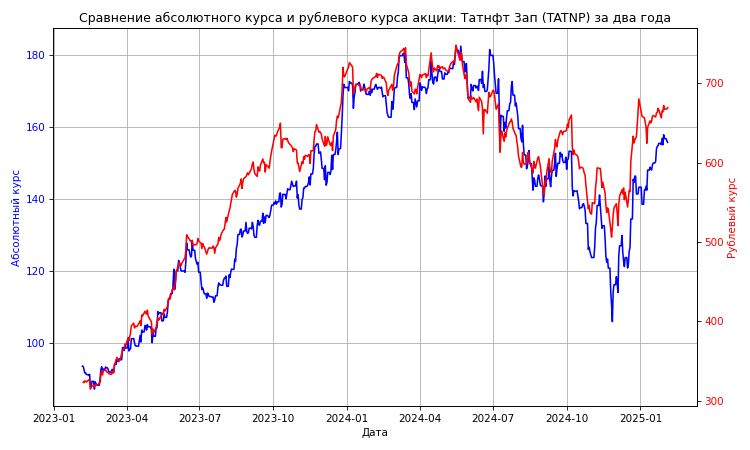 Сравнение абсолютного курса и рублевого курса акции: Татнфт 3ап (TATNP) за два года
Абсолютный курс
180
160
140
120
100
Рублевый курс
700
600
500
400
300
2023-01 2023-04 2023-07 2023-10 2024-01 2024-04 2024-07 2024-10 2025-01
Дата